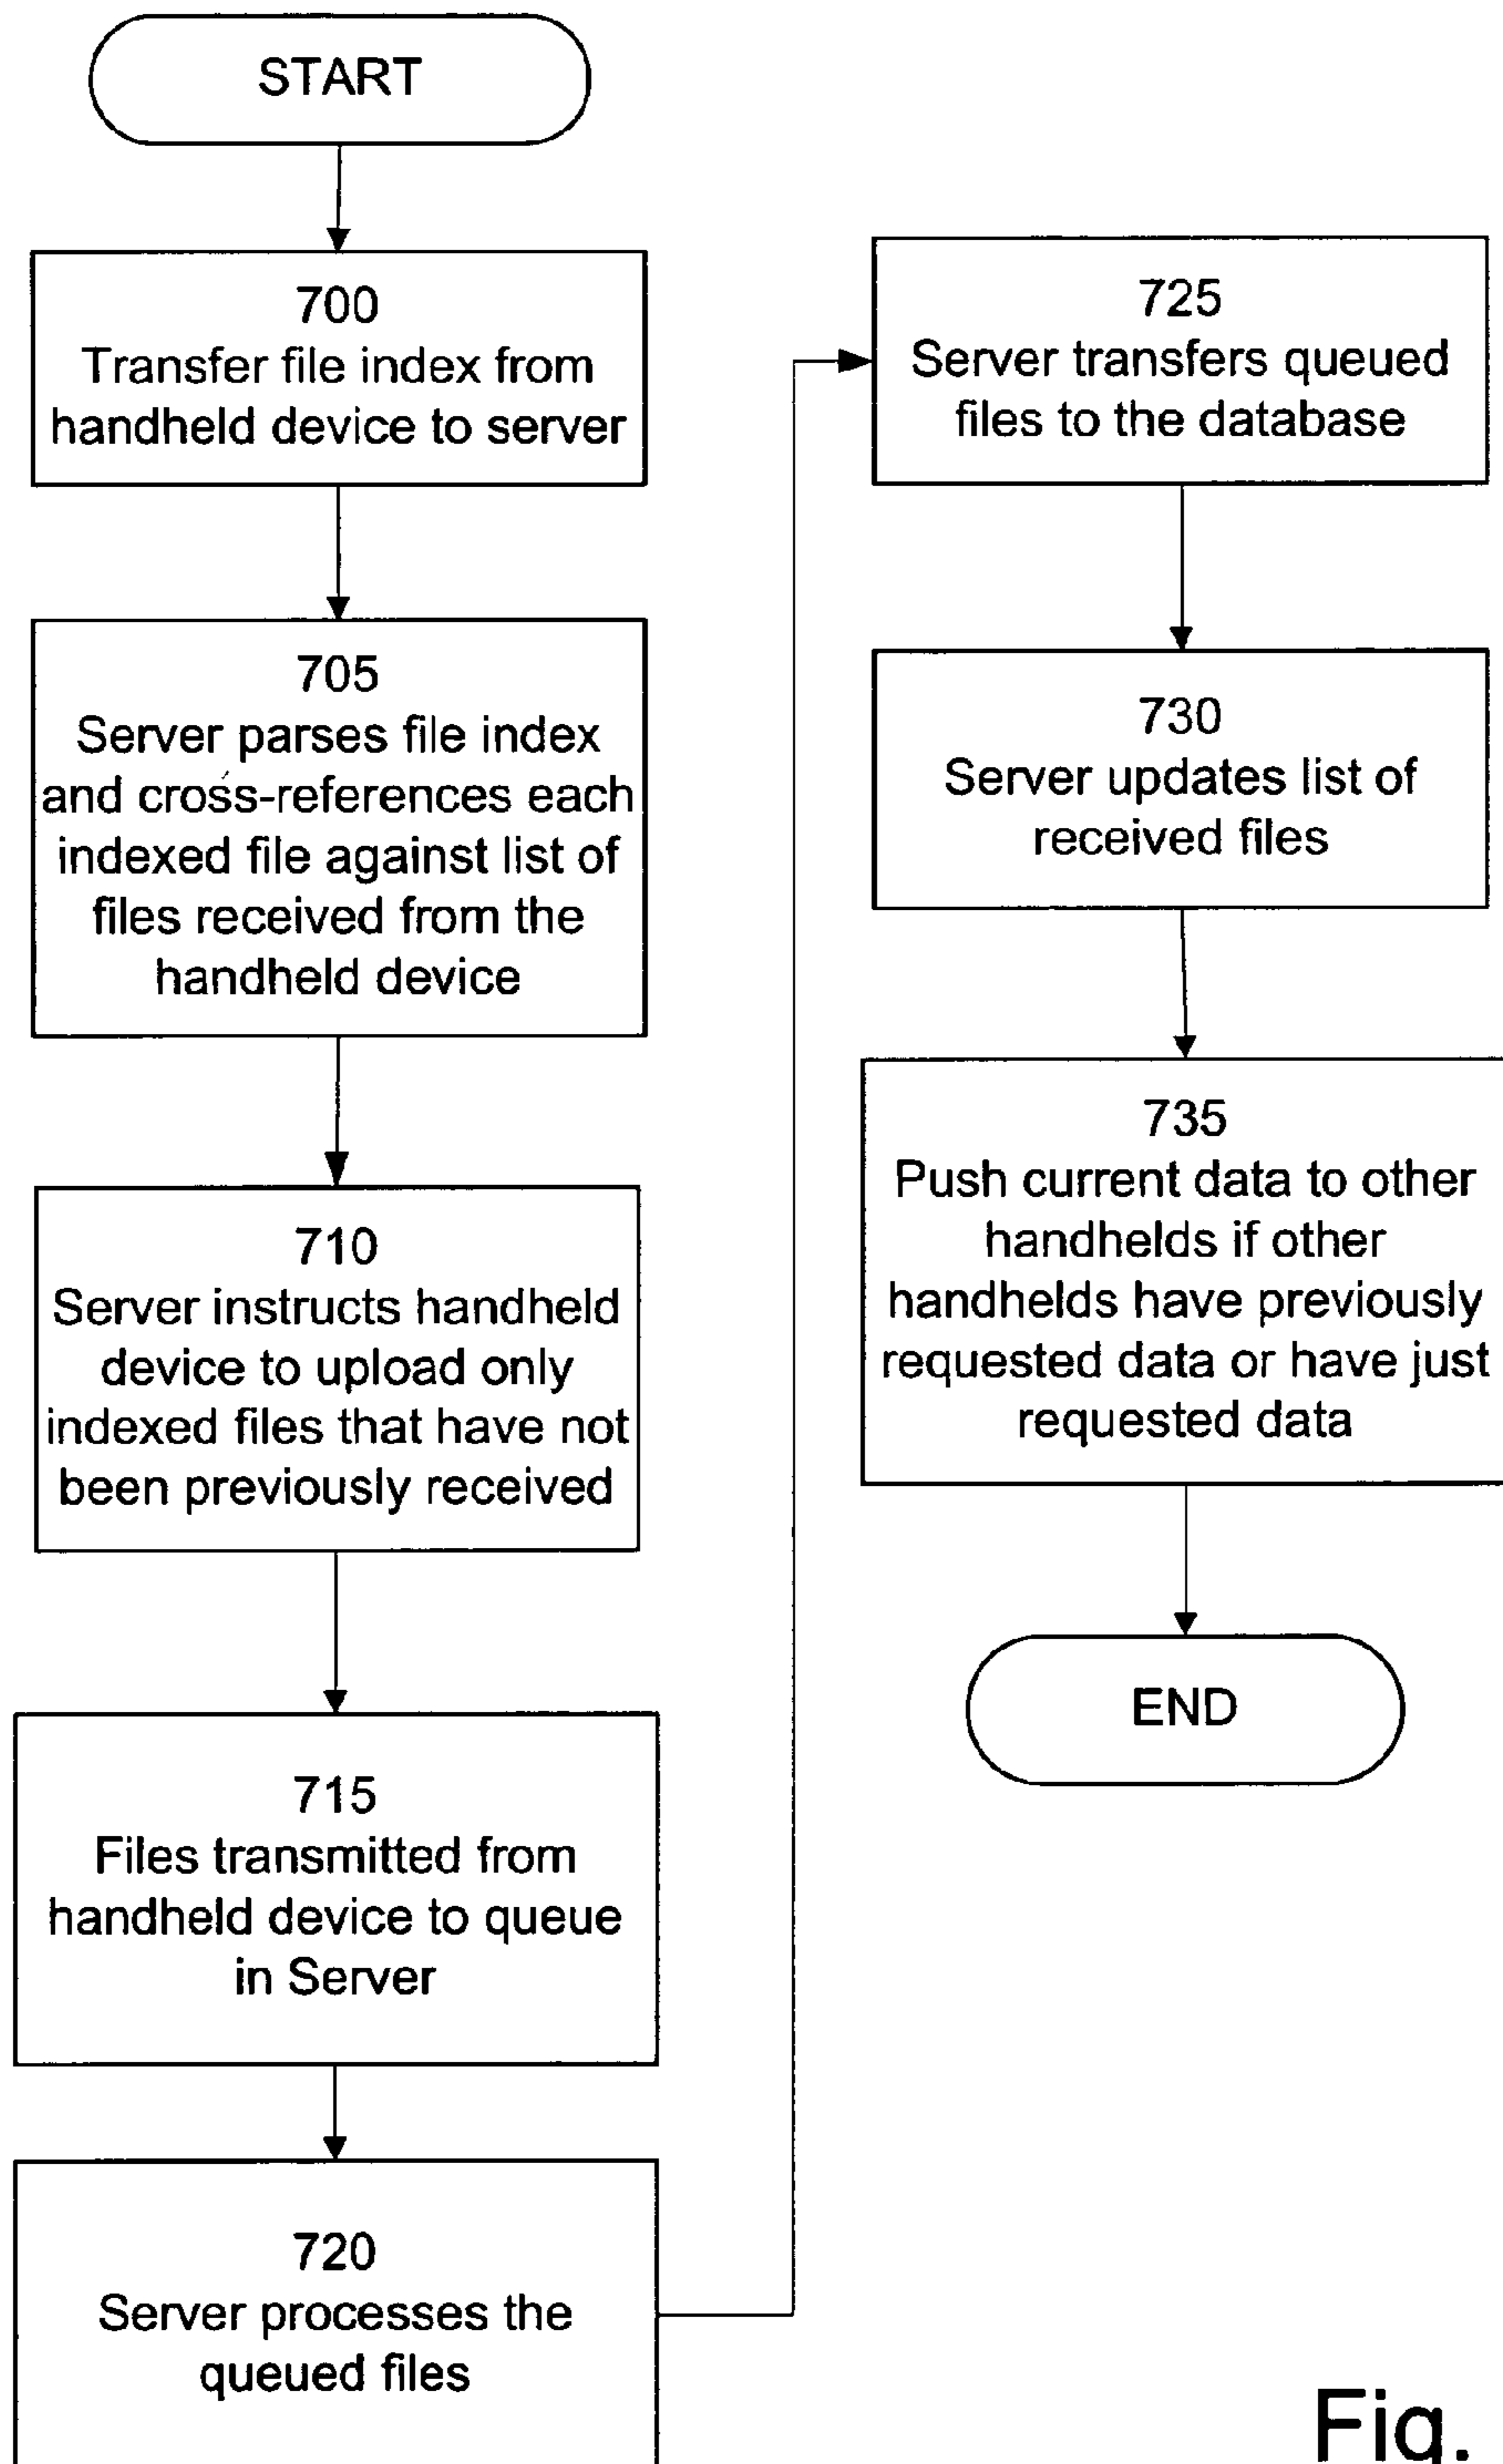 START
700
Transfer file index from
handheld device to server
705
Server parses file index
and cross-references each
indexed file against list of
files received from the
handheld device
710
Server instructs handheld
device to upload only
indexed files that have not
been previously received
715
Files transmitted from
handheld device to queue
in Server
720
Server processes the
queued files
725
Server transfers queued
files to the database
730
Server updates list of
received files
735
Push current data to other
handhelds if other
handhelds have previously
requested data or have just
requested data
END
Fig.